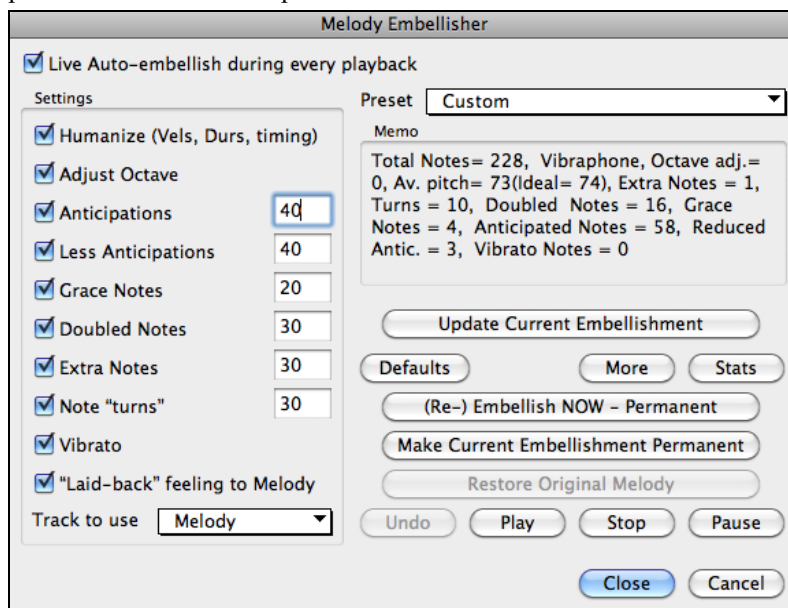 Melody Embellisher
Live Auto-embellish during every playback
Settings
Humanize (Vels, Durs, timing)
Adjust Octave
Anticipations 40
Less Anticipations 40
Grace Notes 20
Doubled Notes 30
Extra Notes 30
Note "turns" 30
Vibrato
"Laid-back" feeling to Melody
Track to use Melody
Preset Custom
Memo
Total Notes= 228, Vibraphone, Octave adj.=
0, Av. pitch= 73(Ideal= 74), Extra Notes = 1,
Turns = 10, Doubled Notes = 16, Grace
Notes = 4, Anticipated Notes = 58, Reduced
Antic. = 3, Vibrato Notes = 0
Update Current Embellishment
Defaults More Stats
(Re-) Embellish NOW - Permanent
Make Current Embellishment Permanent
Restore Original Melody
Undo Play Stop Pause
Close Cancel